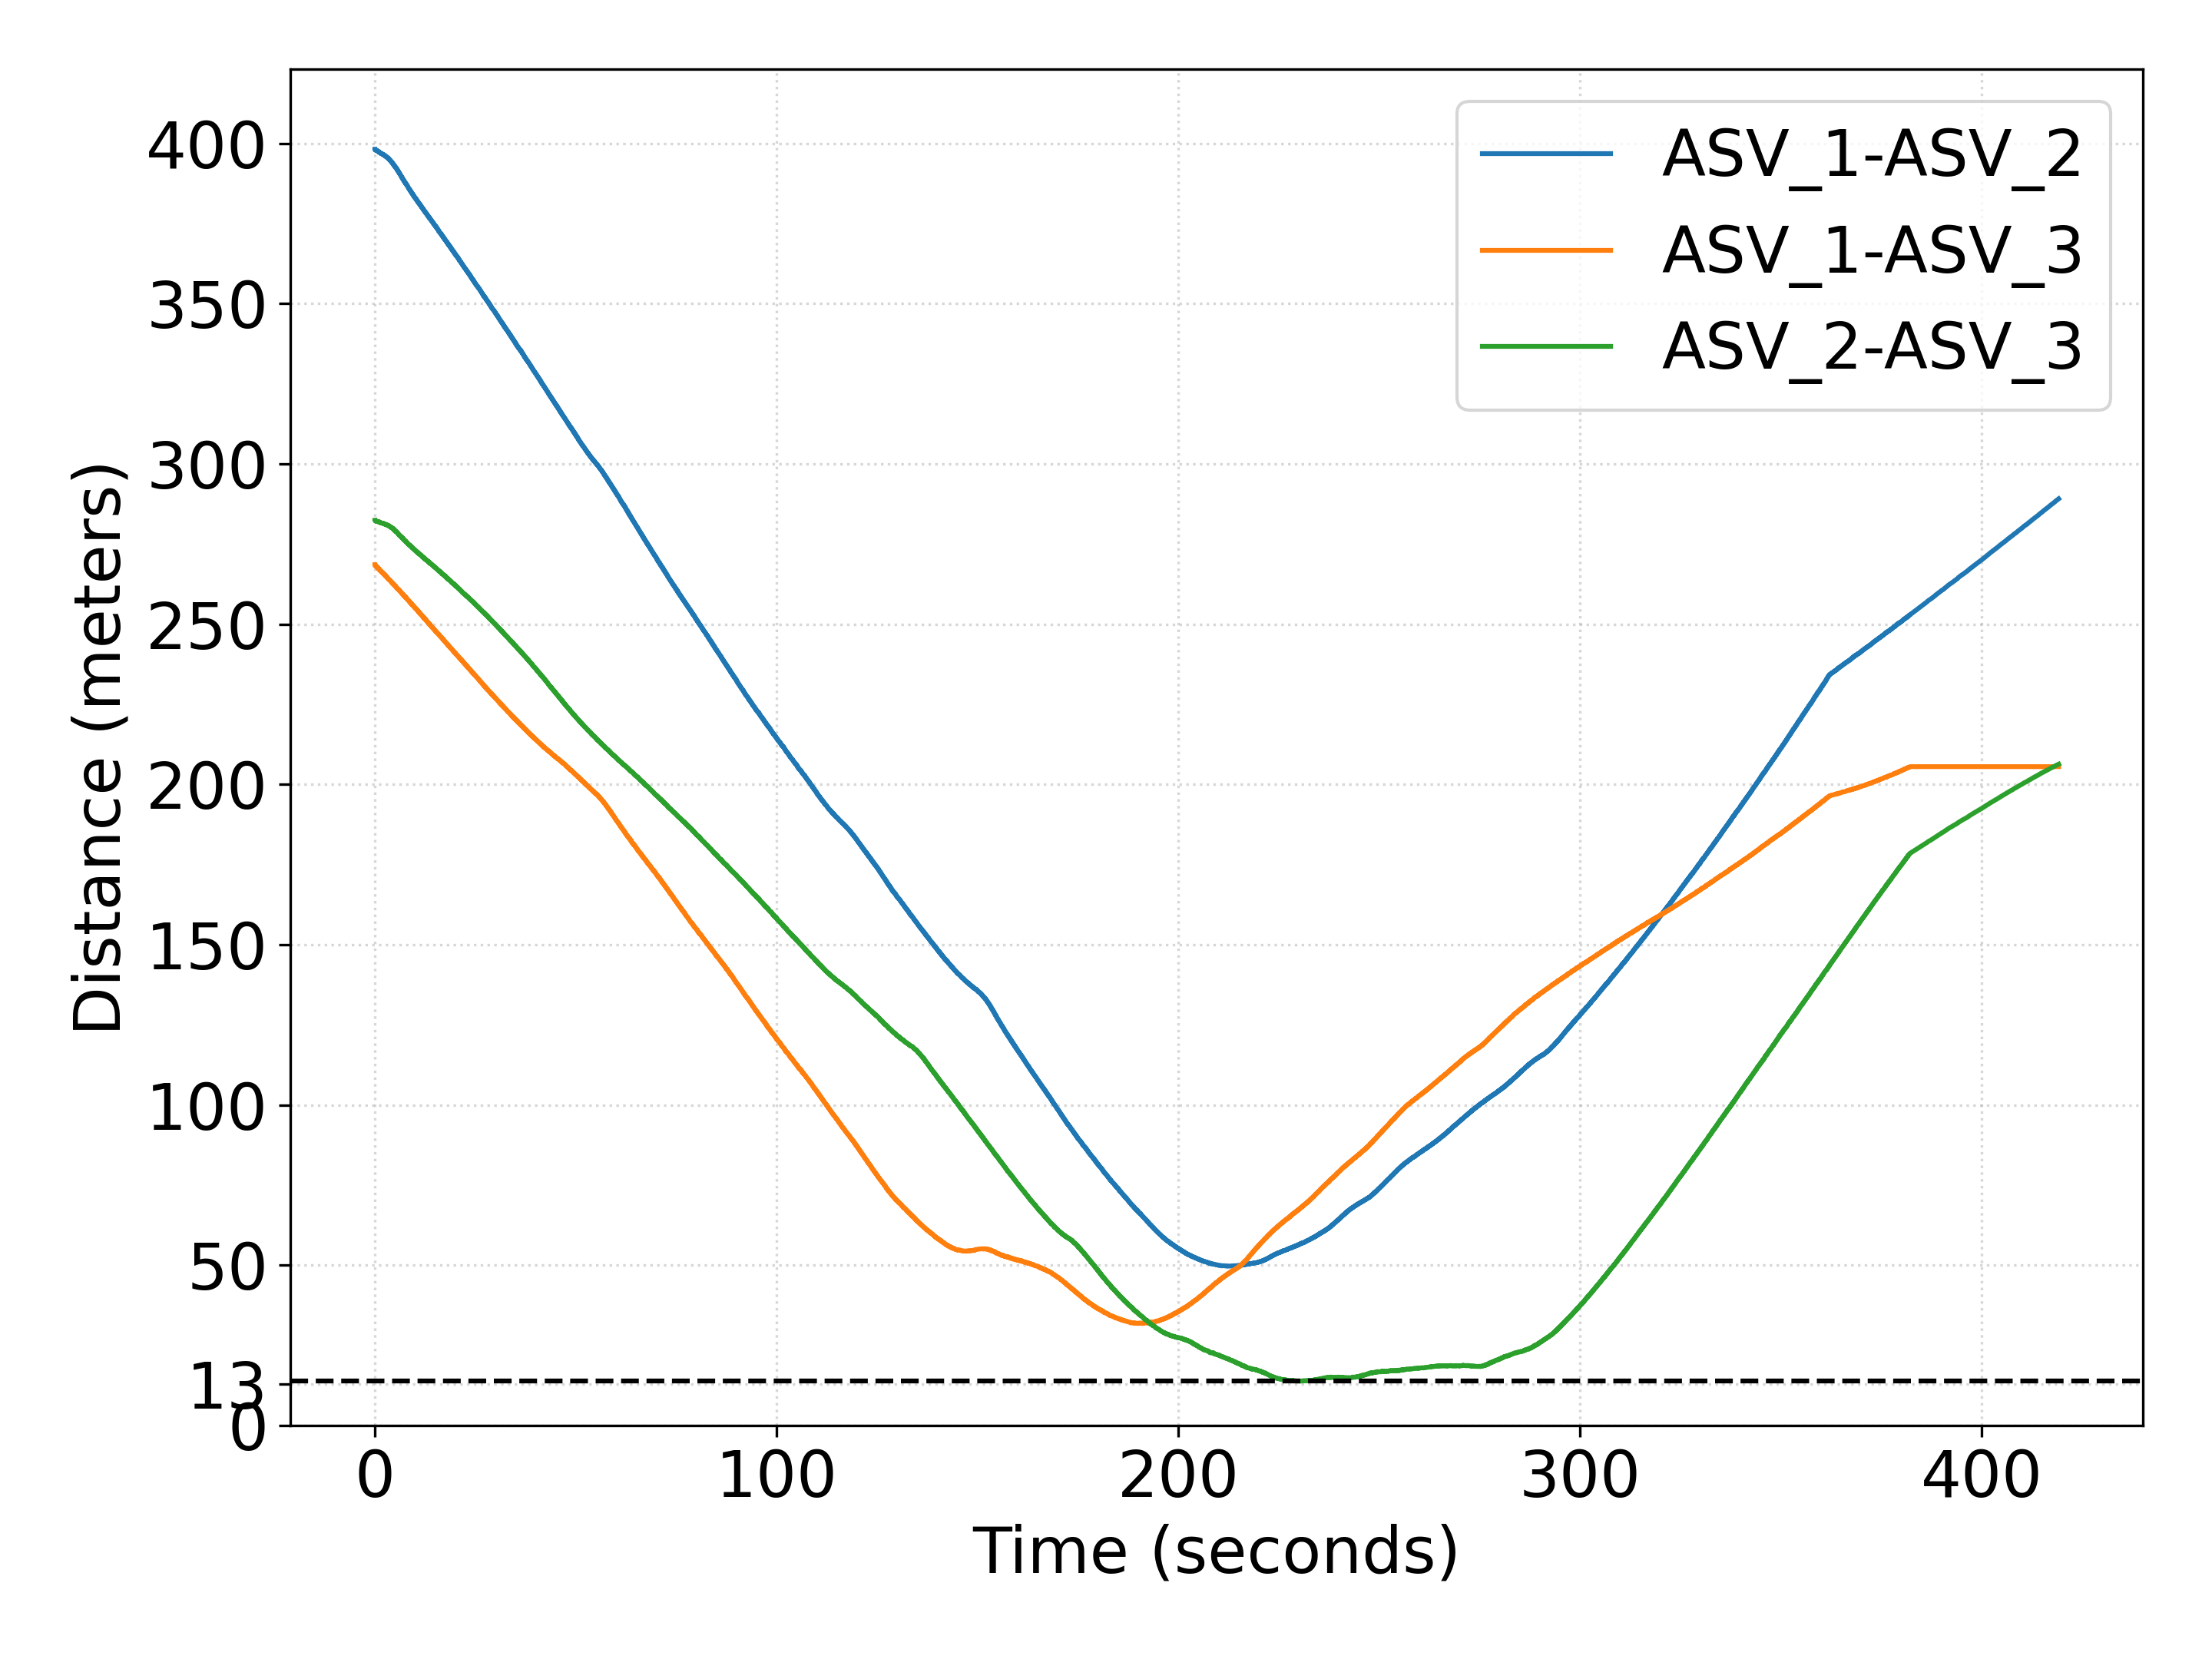 400
350
300
250
200
150
100
50
13
0
Distance (meters)
ASV_1-ASV_2
ASV_1-ASV_3
ASV_2-ASV_3
0 100 200 300 400
Time (seconds)